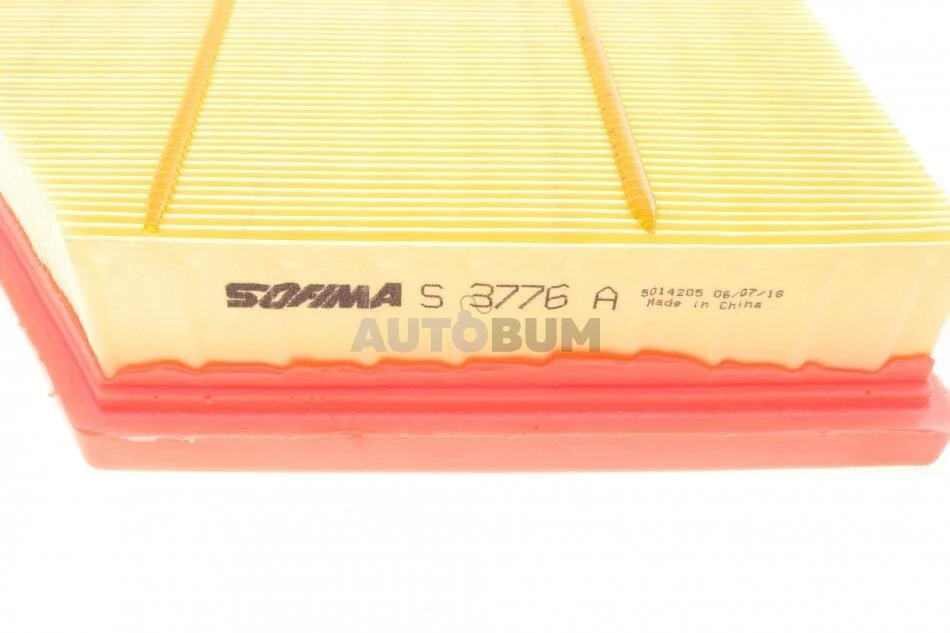 SOFIMA S 3776 A 5014205 06/07/18
Made in China
AUTOBUM